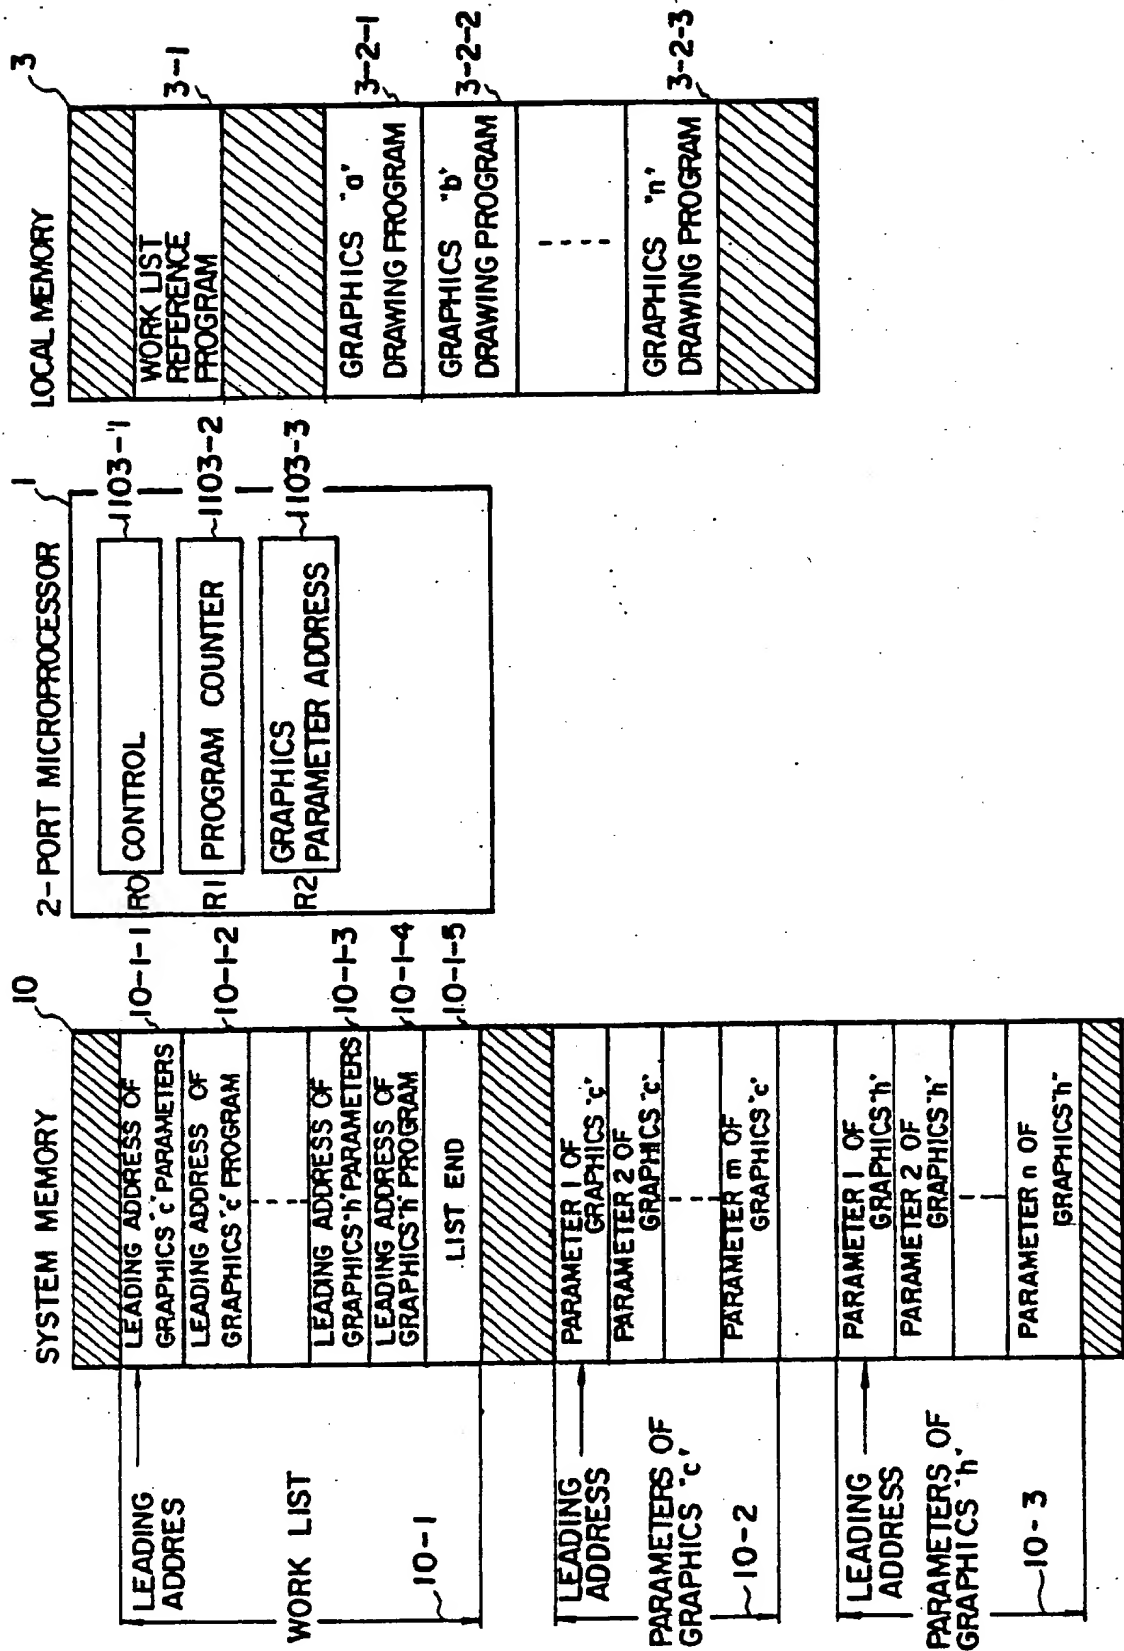 LEADING
ADDRES
WORK LIST
10-1
LEADING
ADDRESS
PARAMETERS OF
GRAPHICS "c"
10-2
LEADING
ADDRESS
PARAMETERS OF
GRAPHICS "h"
10-3
SYSTEM MEMORY
10
LEADING ADDRESS OF
GRAPHICS "c" PARAMETERS
10-1-1
LEADING ADDRESS OF
GRAPHICS "c" PROGRAM
10-1-2
LEADING ADDRESS OF
GRAPHICS "h" PARAMETERS
10-1-3
LEADING ADDRESS OF
GRAPHICS "h" PROGRAM
10-1-4
LIST END
10-1-5
PARAMETER 1 OF
GRAPHICS "c"
PARAMETER 2 OF
GRAPHICS "c"
PARAMETER m OF
GRAPHICS "c"
PARAMETER 1 OF
GRAPHICS "h"
PARAMETER 2 OF
GRAPHICS "h"
PARAMETER n OF
GRAPHICS "h"
2-PORT MICROPROCESSOR
1
R0 CONTROL
1103-1
R1 PROGRAM COUNTER
1103-2
R2 GRAPHICS
PARAMETER ADDRESS
1103-3
LOCAL MEMORY
3
WORK LIST
REFERENCE
PROGRAM
3-1
GRAPHICS "a"
DRAWING PROGRAM
3-2-1
GRAPHICS "b"
DRAWING PROGRAM
3-2-2
GRAPHICS "n"
DRAWING PROGRAM
3-2-3